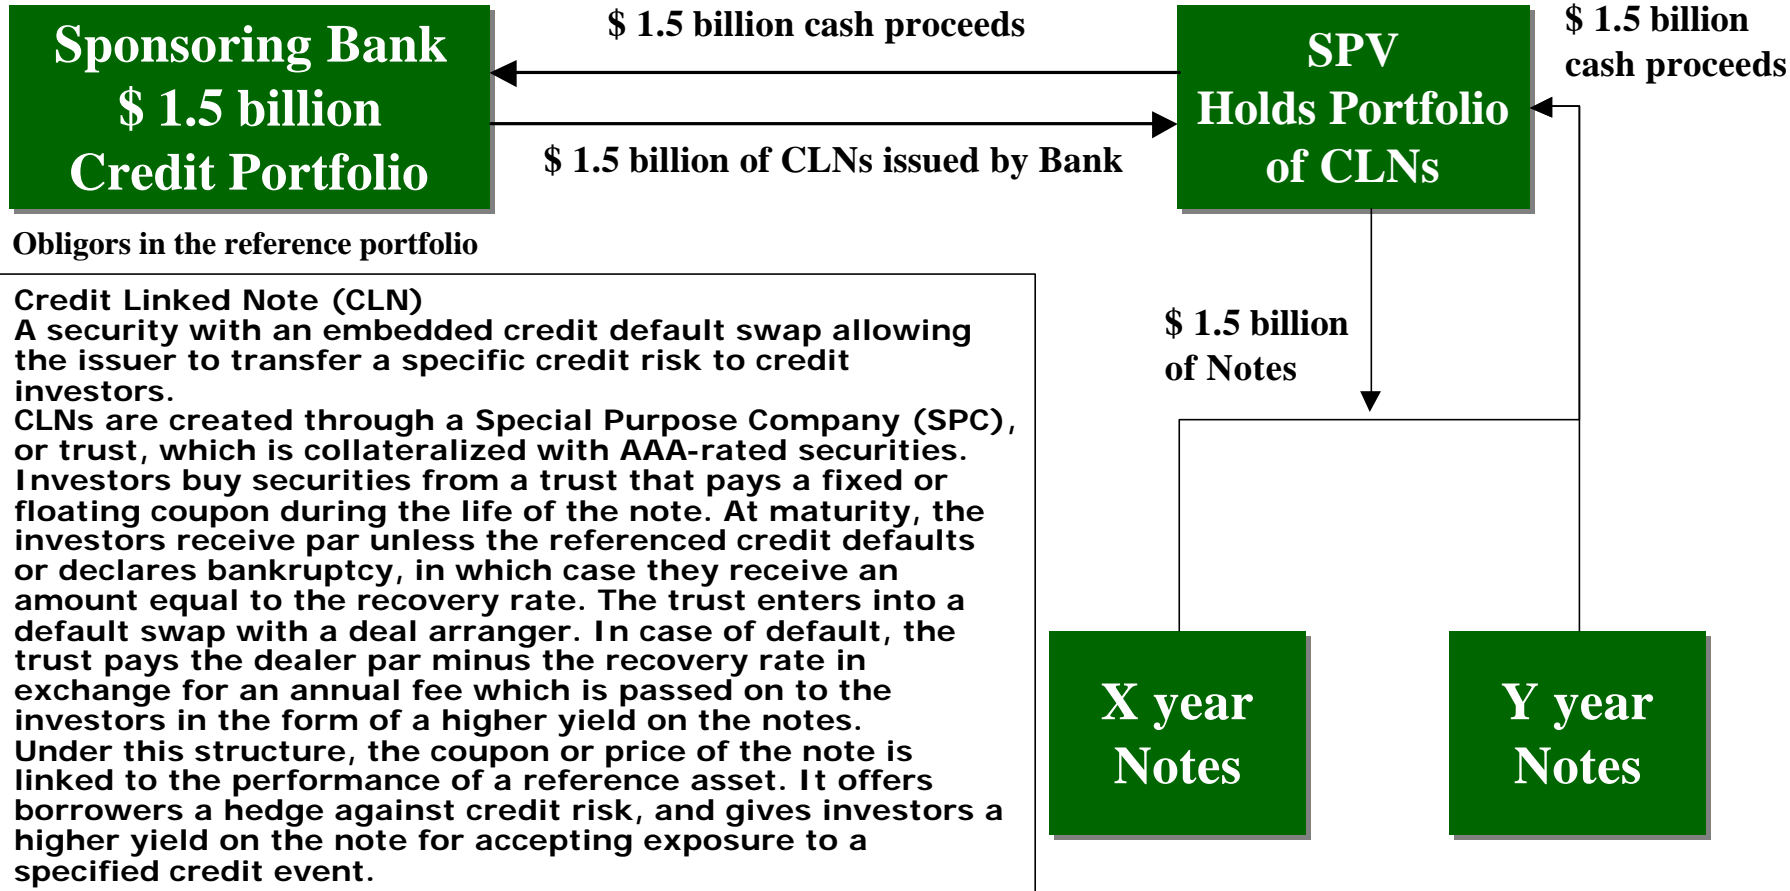 Sponsoring Bank
$ 1.5 billion
Credit Portfolio
$ 1.5 billion cash proceeds
$ 1.5 billion of CLNs issued by Bank
SPV
Holds Portfolio
of CLNs
$ 1.5 billion
cash proceeds
Obligors in the reference portfolio
Credit Linked Note (CLN)
A security with an embedded credit default swap allowing
the issuer to transfer a specific credit risk to credit
investors.
CLNs are created through a Special Purpose Company (SPC),
or trust, which is collateralized with AAA-rated securities.
Investors buy securities from a trust that pays a fixed or
floating coupon during the life of the note. At maturity, the
investors receive par unless the referenced credit defaults
or declares bankruptcy, in which case they receive an
amount equal to the recovery rate. The trust enters into a
default swap with a deal arranger. In case of default, the
trust pays the dealer par minus the recovery rate in
exchange for an annual fee which is passed on to the
investors in the form of a higher yield on the notes.
Under this structure, the coupon or price of the note is
linked to the performance of a reference asset. It offers
borrowers a hedge against credit risk, and gives investors a
higher yield on the note for accepting exposure to a
specified credit event.
$ 1.5 billion
of Notes
X year
Notes
Y year
Notes